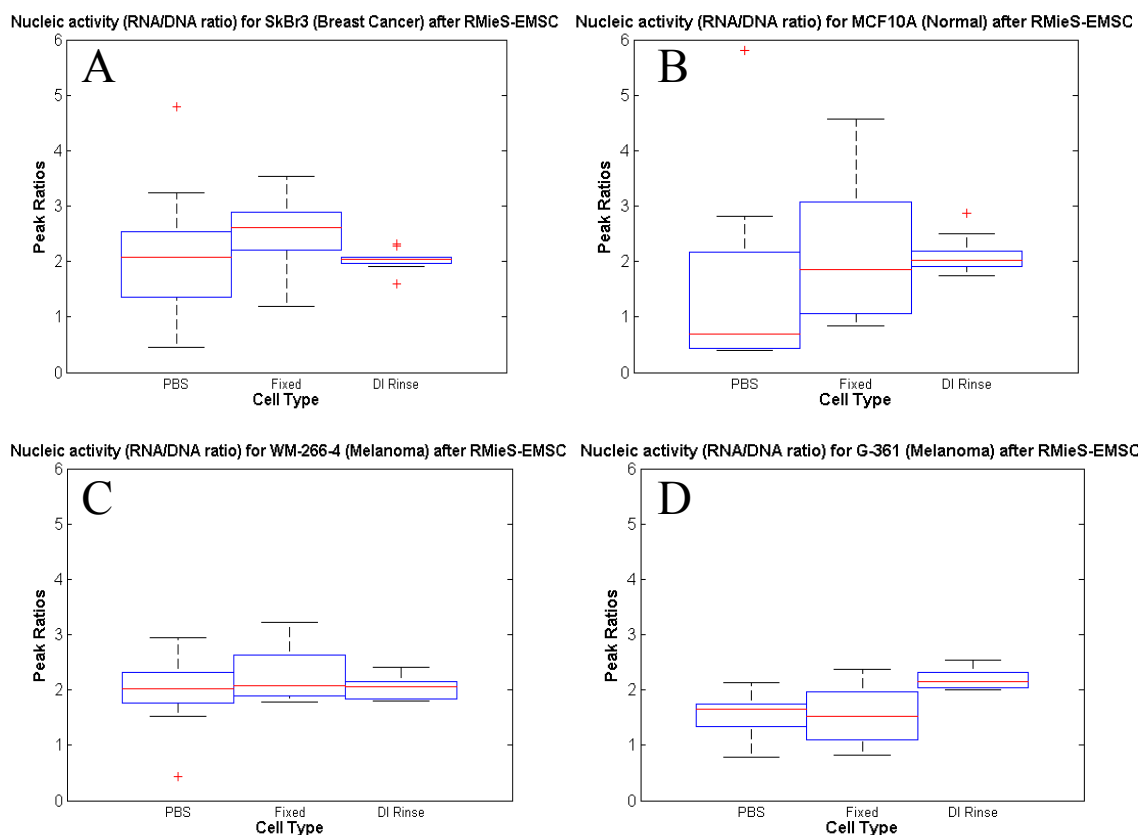 Nucleic activity (RNA/DNA ratio) for SkBr3 (Breast Cancer) after RMieS-EMSC
A
6
5
4
3
2
1
0
Peak Ratios
PBS Fixed DI Rinse
Cell Type
Nucleic activity (RNA/DNA ratio) for MCF10A (Normal) after RMieS-EMSC
B
6
5
4
3
2
1
0
Peak Ratios
PBS Fixed DI Rinse
Cell Type
Nucleic activity (RNA/DNA ratio) for WM-266-4 (Melanoma) after RMieS-EMSC
C
6
5
4
3
2
1
0
Peak Ratios
PBS Fixed DI Rinse
Cell Type
Nucleic activity (RNA/DNA ratio) for G-361 (Melanoma) after RMieS-EMSC
D
6
5
4
3
2
1
0
Peak Ratios
PBS Fixed DI Rinse
Cell Type